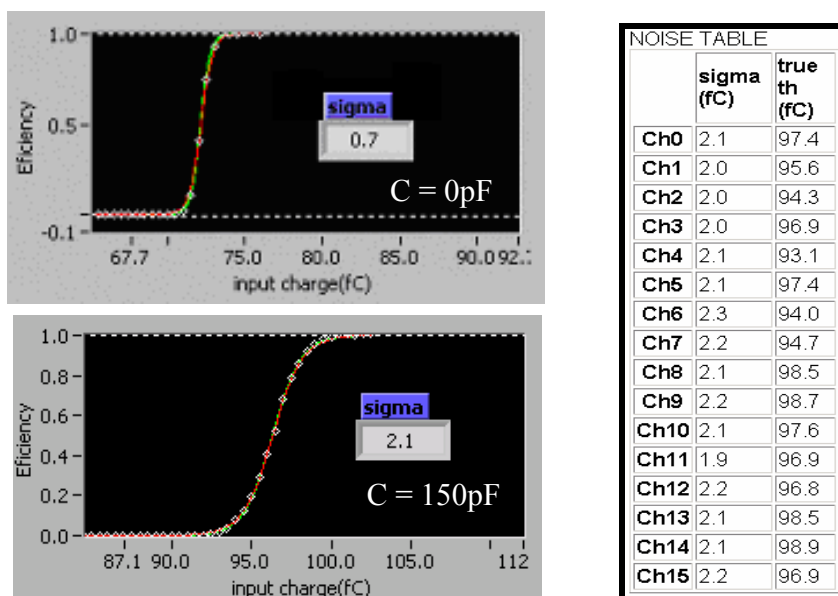 1.0
0.5
-0.1
Eficiency
sigma
0.7
C = 0pF
67.7 75.0 80.0 85.0 90.0 92.:
input charge(fC)
1.0
0.8
0.6
0.4
0.2
0.0
Eficiency
sigma
2.1
C = 150pF
87.1 90.0 95.0 100.0 105.0 112
input charge(fC)
NOISE TABLE
sigma (fC) true th (fC)
Ch0 2.1 97.4
Ch1 2.0 95.6
Ch2 2.0 94.3
Ch3 2.0 96.9
Ch4 2.1 93.1
Ch5 2.1 97.4
Ch6 2.3 94.0
Ch7 2.2 94.7
Ch8 2.1 98.5
Ch9 2.2 98.7
Ch10 2.1 97.6
Ch11 1.9 96.9
Ch12 2.2 96.8
Ch13 2.1 98.5
Ch14 2.1 98.9
Ch15 2.2 96.9